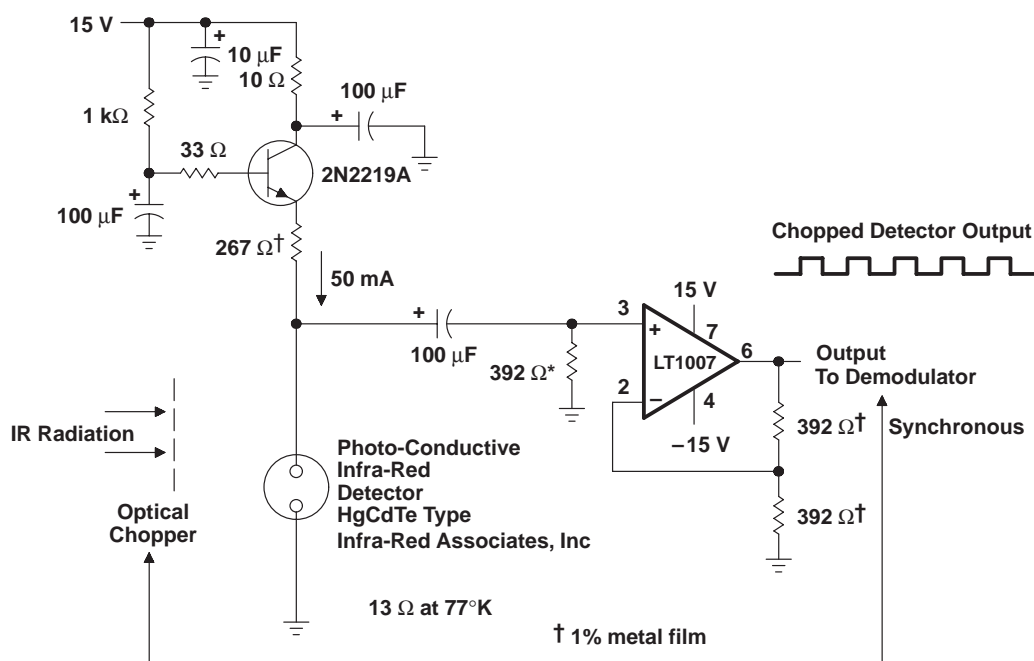 15 V
+
10 μF
10 Ω
100 μF
+
1 kΩ
33 Ω
2N2219A
+
100 μF
267 Ω†
50 mA
Chopped Detector Output
+
100 μF
392 Ω*
15 V
3
7
+
LT1007
6
2
−
4
−15 V
Output
To Demodulator
392 Ω†
Synchronous
392 Ω†
IR Radiation
Optical
Chopper
Photo-Conductive
Infra-Red
Detector
HgCdTe Type
Infra-Red Associates, Inc
13 Ω at 77°K
† 1% metal film